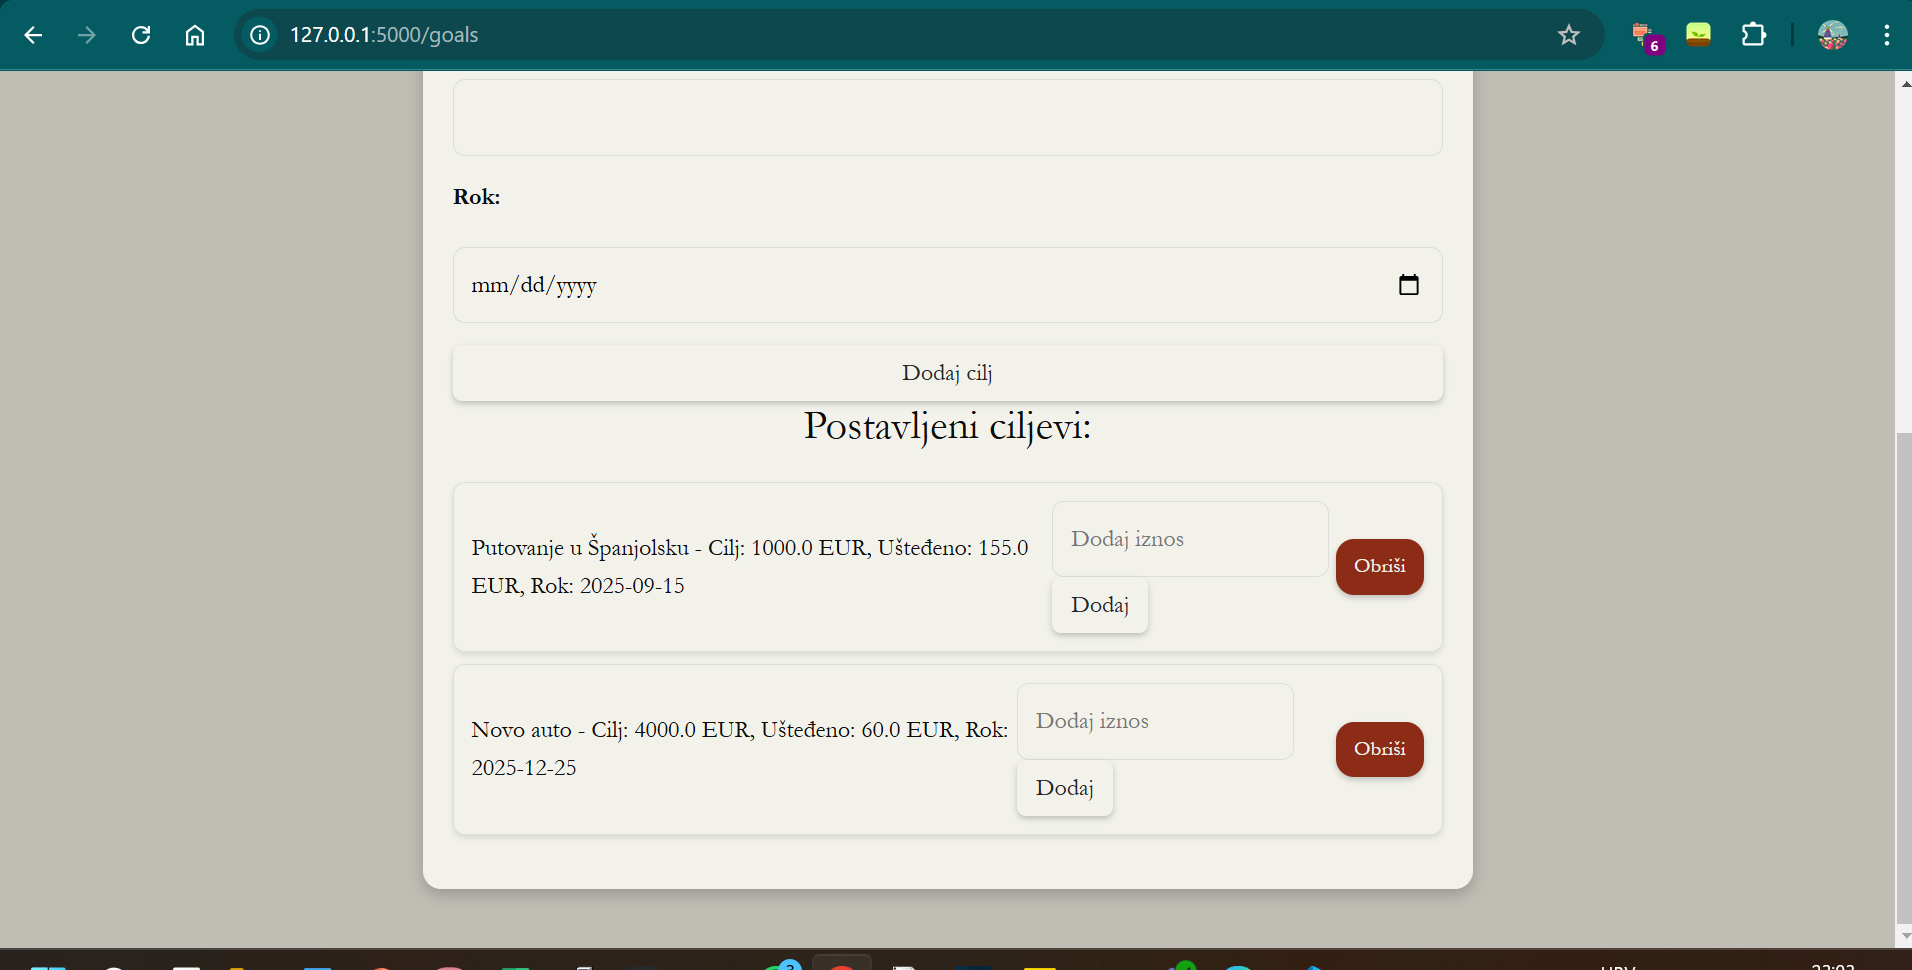 127.0.0.1:5000/goals
6
Rok:
mm/dd/yyyy
Dodaj cilj
Postavljeni ciljevi:
Putovanje u Španjolsku - Cilj: 1000.0 EUR, Ušteđeno: 155.0
EUR, Rok: 2025-09-15
Dodaj iznos
Dodaj
Obriši
Novo auto - Cilj: 4000.0 EUR, Ušteđeno: 60.0 EUR, Rok:
2025-12-25
Dodaj iznos
Dodaj
Obriši